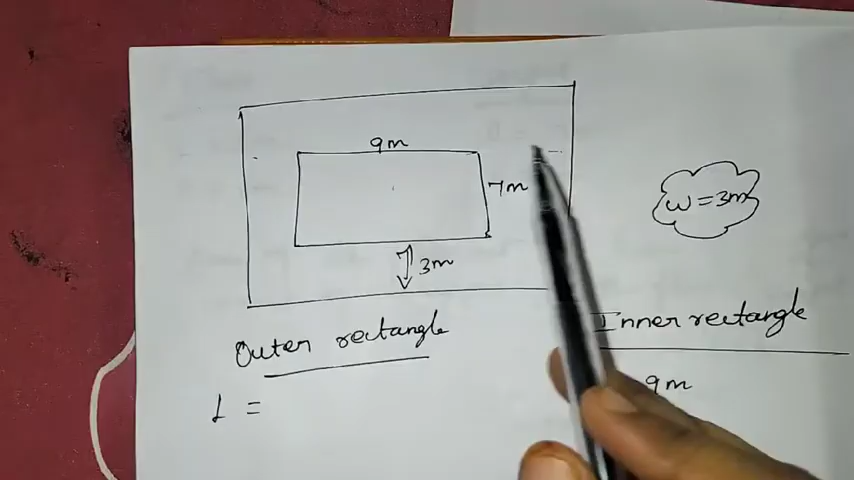 9m
7m
w=3m
3m
Outer rectangle
Inner rectangle
9m
L =